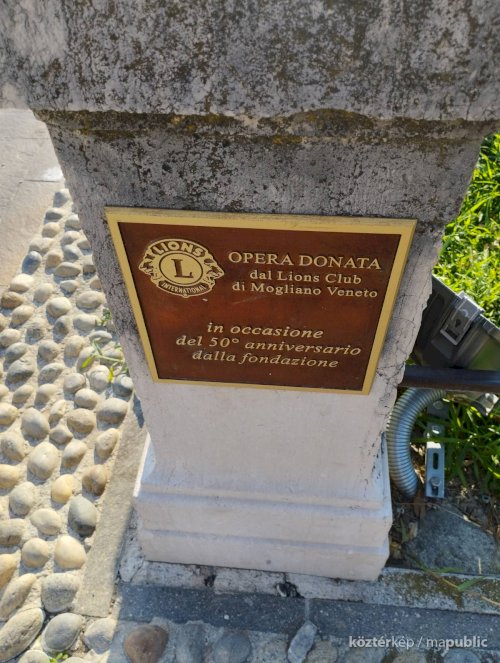 LIONS
L
INTERNATIONAL
OPERA DONATA
dal Lions Club
di Mogliano Veneto
in occasione
del 50° anniversario
dalla fondazione
köztérkép / mapublic